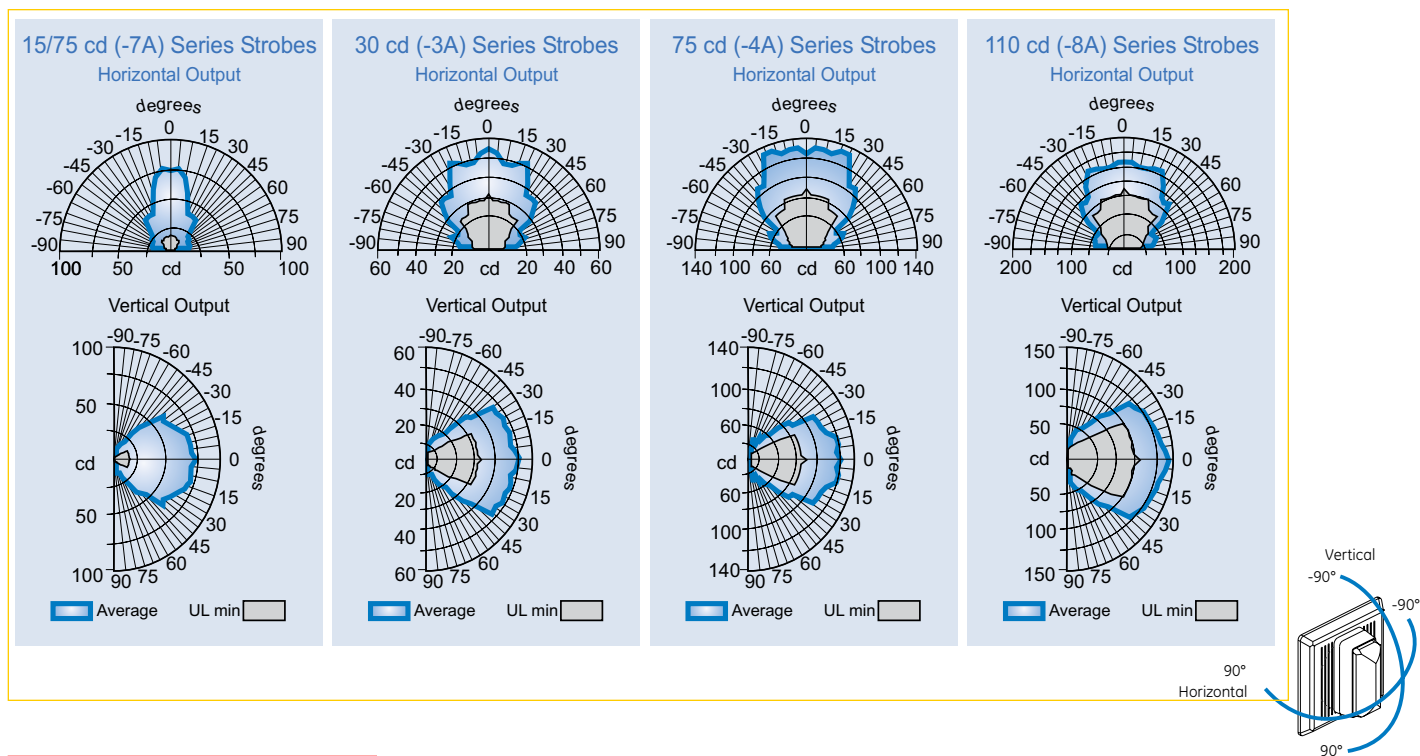 15/75 cd (-7A) Series Strobes
Horizontal Output
degrees
0
-15 15
-30 30
-45 45
-60 60
-75 75
-90 90
100 50 cd 50 100
Vertical Output
-90 -75 -60 -45 -30 -15 0 15 30 45 60 75 90
degrees
100
50
cd
50
100
Average UL min
30 cd (-3A) Series Strobes
Horizontal Output
degrees
0
-15 15
-30 30
-45 45
-60 60
-75 75
-90 90
60 40 20 cd 20 40 60
Vertical Output
-90 -75 -60 -45 -30 -15 0 15 30 45 60 75 90
degrees
60
40
20
cd
20
40
60
Average UL min
75 cd (-4A) Series Strobes
Horizontal Output
degrees
0
-15 15
-30 30
-45 45
-60 60
-75 75
-90 90
140 100 60 cd 60 100 140
Vertical Output
-90 -75 -60 -45 -30 -15 0 15 30 45 60 75 90
degrees
140
100
60
cd
60
100
140
Average UL min
110 cd (-8A) Series Strobes
Horizontal Output
degrees
0
-15 15
-30 30
-45 45
-60 60
-75 75
-90 90
200 100 cd 100 200
Vertical Output
-90 -75 -60 -45 -30 -15 0 15 30 45 60 75 90
degrees
150
100
50
cd
50
100
150
Average UL min
Vertical
-90°
-90°
90°
Horizontal
90°